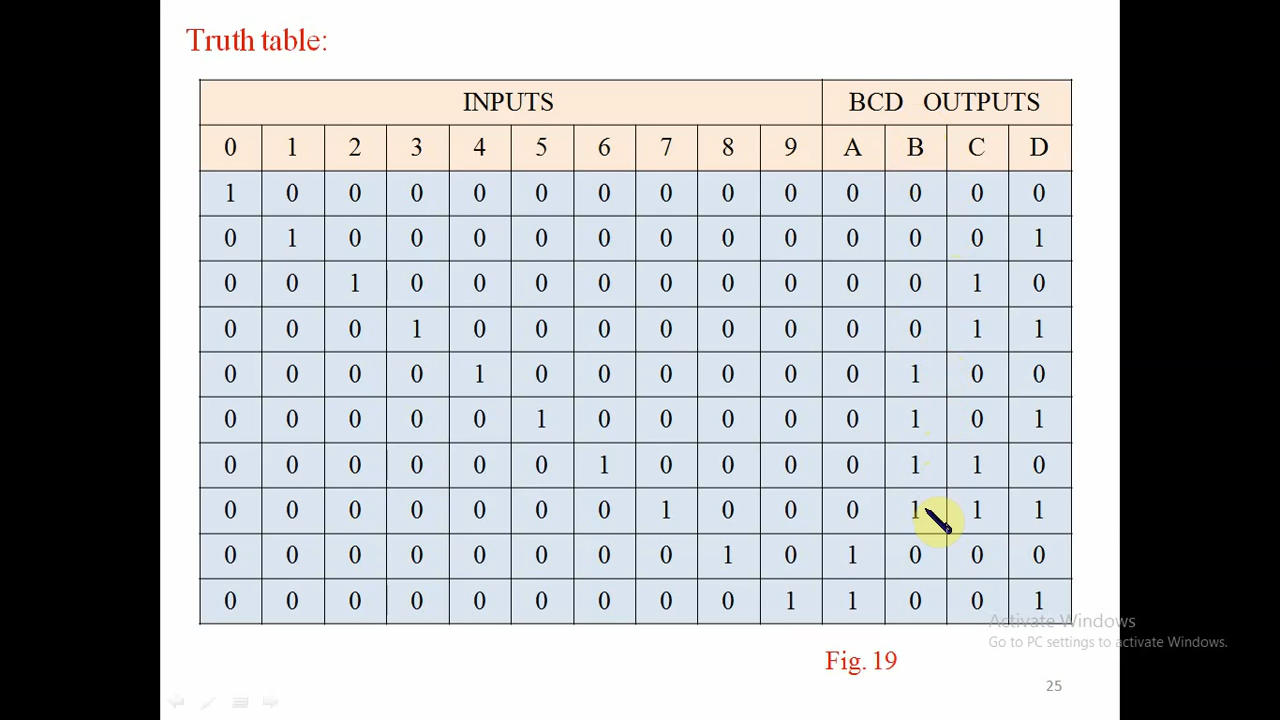 Truth table:
INPUTS BCD OUTPUTS
0 1 2 3 4 5 6 7 8 9 A B C D
1 0 0 0 0 0 0 0 0 0 0 0 0 0
0 1 0 0 0 0 0 0 0 0 0 0 0 1
0 0 1 0 0 0 0 0 0 0 0 0 1 0
0 0 0 1 0 0 0 0 0 0 0 0 1 1
0 0 0 0 1 0 0 0 0 0 0 1 0 0
0 0 0 0 0 1 0 0 0 0 0 1 0 1
0 0 0 0 0 0 1 0 0 0 0 1 1 0
0 0 0 0 0 0 0 1 0 0 0 1 1 1
0 0 0 0 0 0 0 0 1 0 1 0 0 0
0 0 0 0 0 0 0 0 0 1 1 0 0 1
Activate Windows
Go to PC settings to activate Windows.
Fig. 19
25